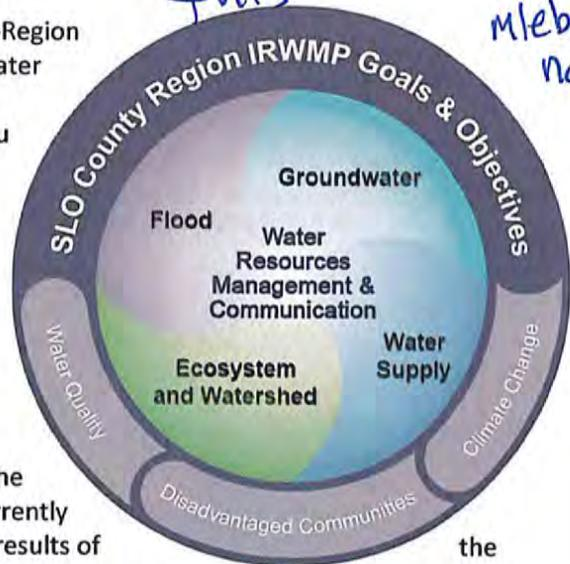 -Region
ater
u
SLO County Region IRWMP Goals & Objectives
Groundwater
Flood
Water
Resources
Management &
Communication
Water
Supply
Ecosystem
and Watershed
Water Quality
Disadvantaged Communities
Climate Change
he
rrently
results of
the